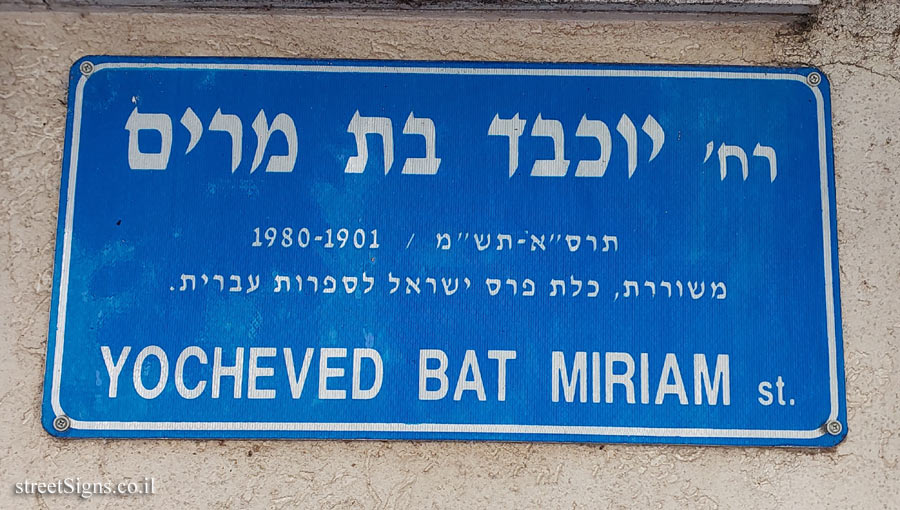 רח' יוכבד בת מרים
תרס"א-תש"מ / 1980-1901
משוררת, כלת פרס ישראל לספרות עברית.
YOCHEVED BAT MIRIAM st.
streetSigns.co.il